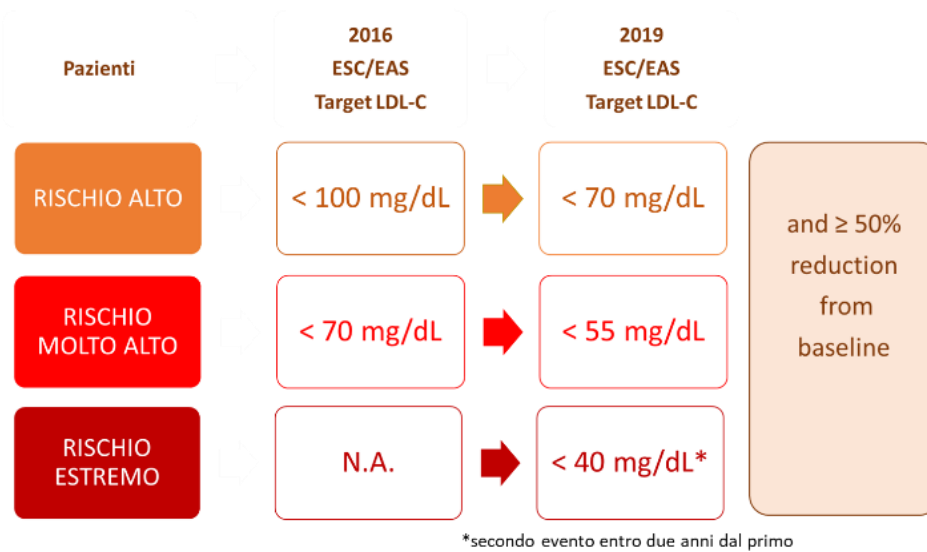 Pazienti
2016
ESC/EAS
Target LDL-C
2019
ESC/EAS
Target LDL-C
RISCHIO ALTO
< 100 mg/dL
< 70 mg/dL
RISCHIO
MOLTO ALTO
< 70 mg/dL
< 55 mg/dL
RISCHIO
ESTREMO
N.A.
< 40 mg/dL*
and ≥ 50%
reduction
from
baseline
*secondo evento entro due anni dal primo